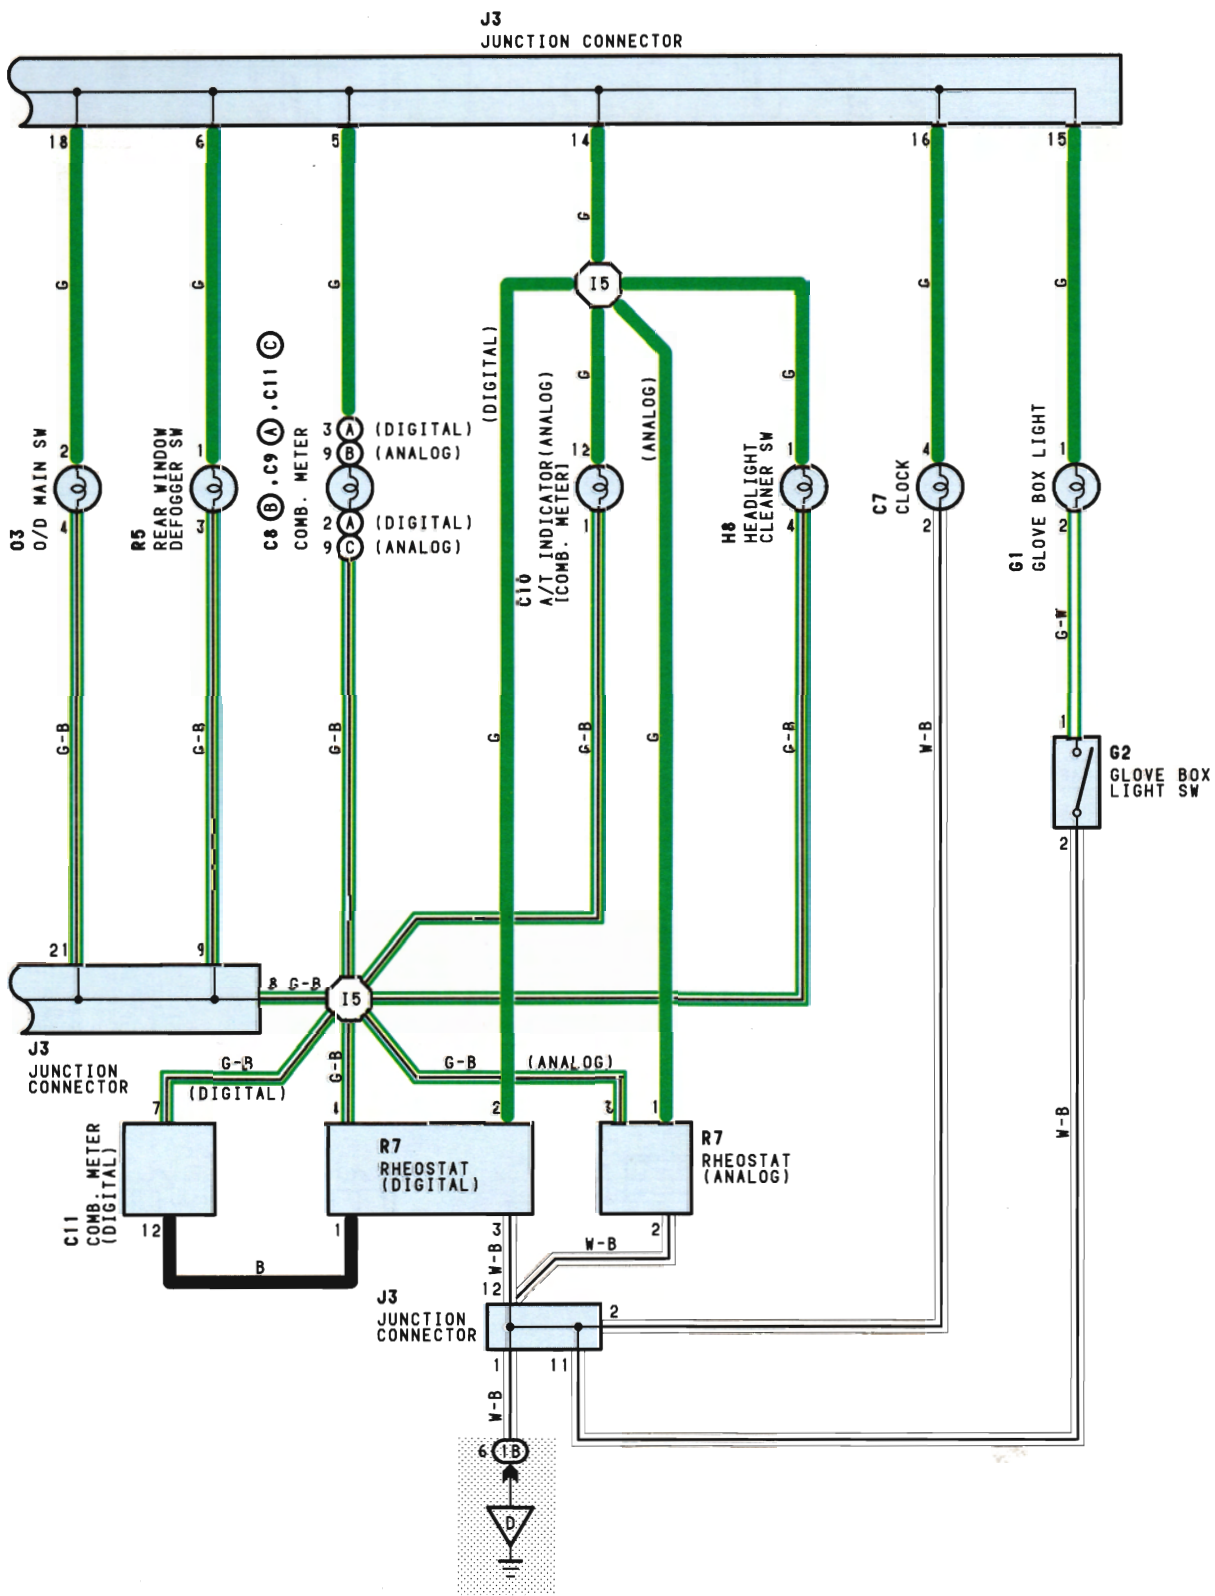 J3
JUNCTION CONNECTOR
18
6
5
14
16
15
G
G
G
G
G
G
I5
(DIGITAL)
G
(ANALOG)
G
2
O3
O/D MAIN SW
4
1
R5
REAR WINDOW
DEFOGGER SW
3
C8 B , C9 A , C11 C
COMB. METER
3 A (DIGITAL)
9 B (ANALOG)
2 A (DIGITAL)
9 C (ANALOG)
12
C10
A/T INDICATOR (ANALOG)
[COMB. METER]
1
1
H8
HEADLIGHT
CLEANER SW
4
4
C7
CLOCK
2
1
G1
GLOVE BOX LIGHT
2
G-W
G-B
G-B
G-B
G
G-B
G
G-B
W-B
1
G2
GLOVE BOX
LIGHT SW
2
21
9
8 G-B
I5
J3
JUNCTION
CONNECTOR
G-B
(DIGITAL)
G-B
G-B
(ANALOG)
W-B
7
2
1
C11
COMB. METER
(DIGITAL)
R7
RHEOSTAT
(DIGITAL)
R7
RHEOSTAT
(ANALOG)
12
1
3
2
B
W-B
W-B
12
J3
JUNCTION
CONNECTOR
2
1
11
W-B
6 1B
D